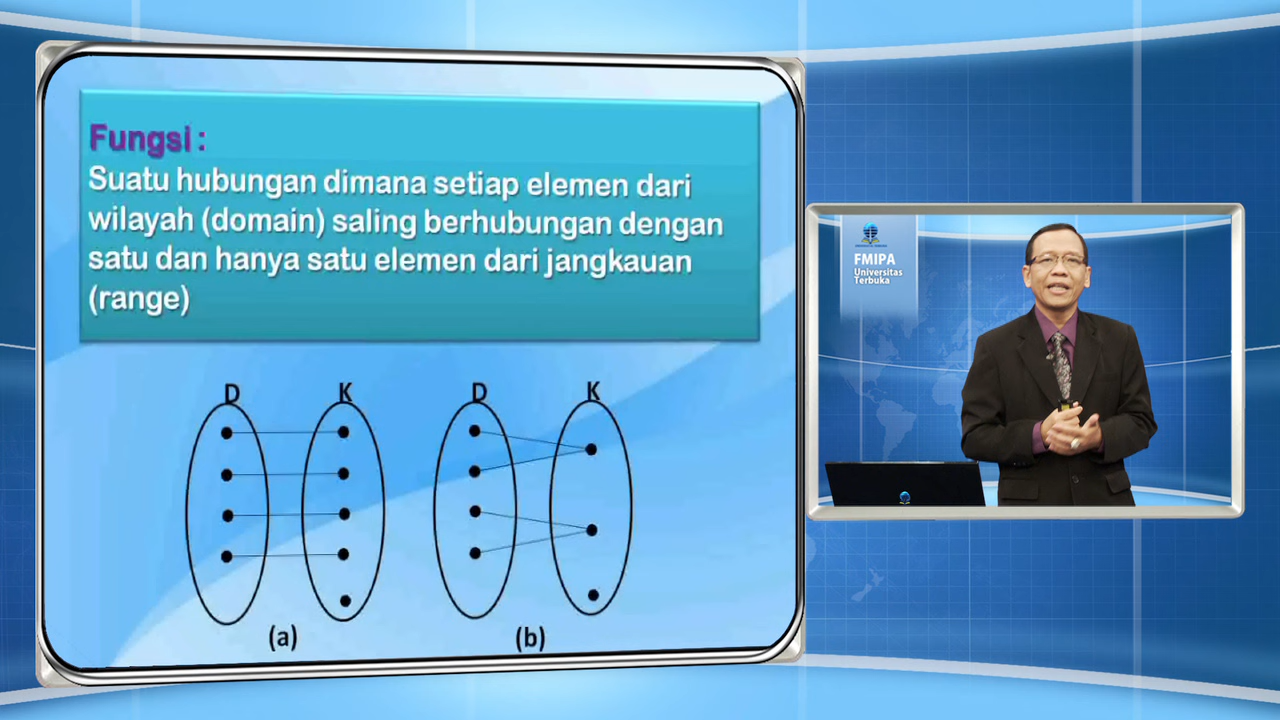 Fungsi :
Suatu hubungan dimana setiap elemen dari
wilayah (domain) saling berhubungan dengan
satu dan hanya satu elemen dari jangkauan
(range)
D K D K
(a) (b)
FMIPA
Universitas
Terbuka